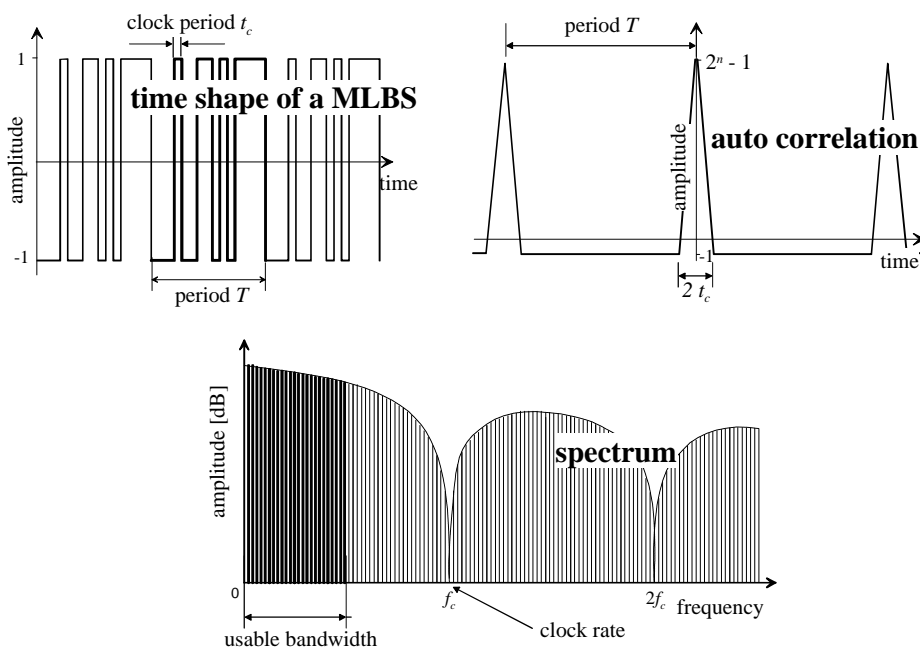 clock period t_c
1
time shape of a MLBS
amplitude
time
-1
period T
period T
2ⁿ - 1
auto correlation
amplitude
-1
time
2 t_c
amplitude [dB]
spectrum
0
f_c
2f_c
frequency
usable bandwidth
clock rate